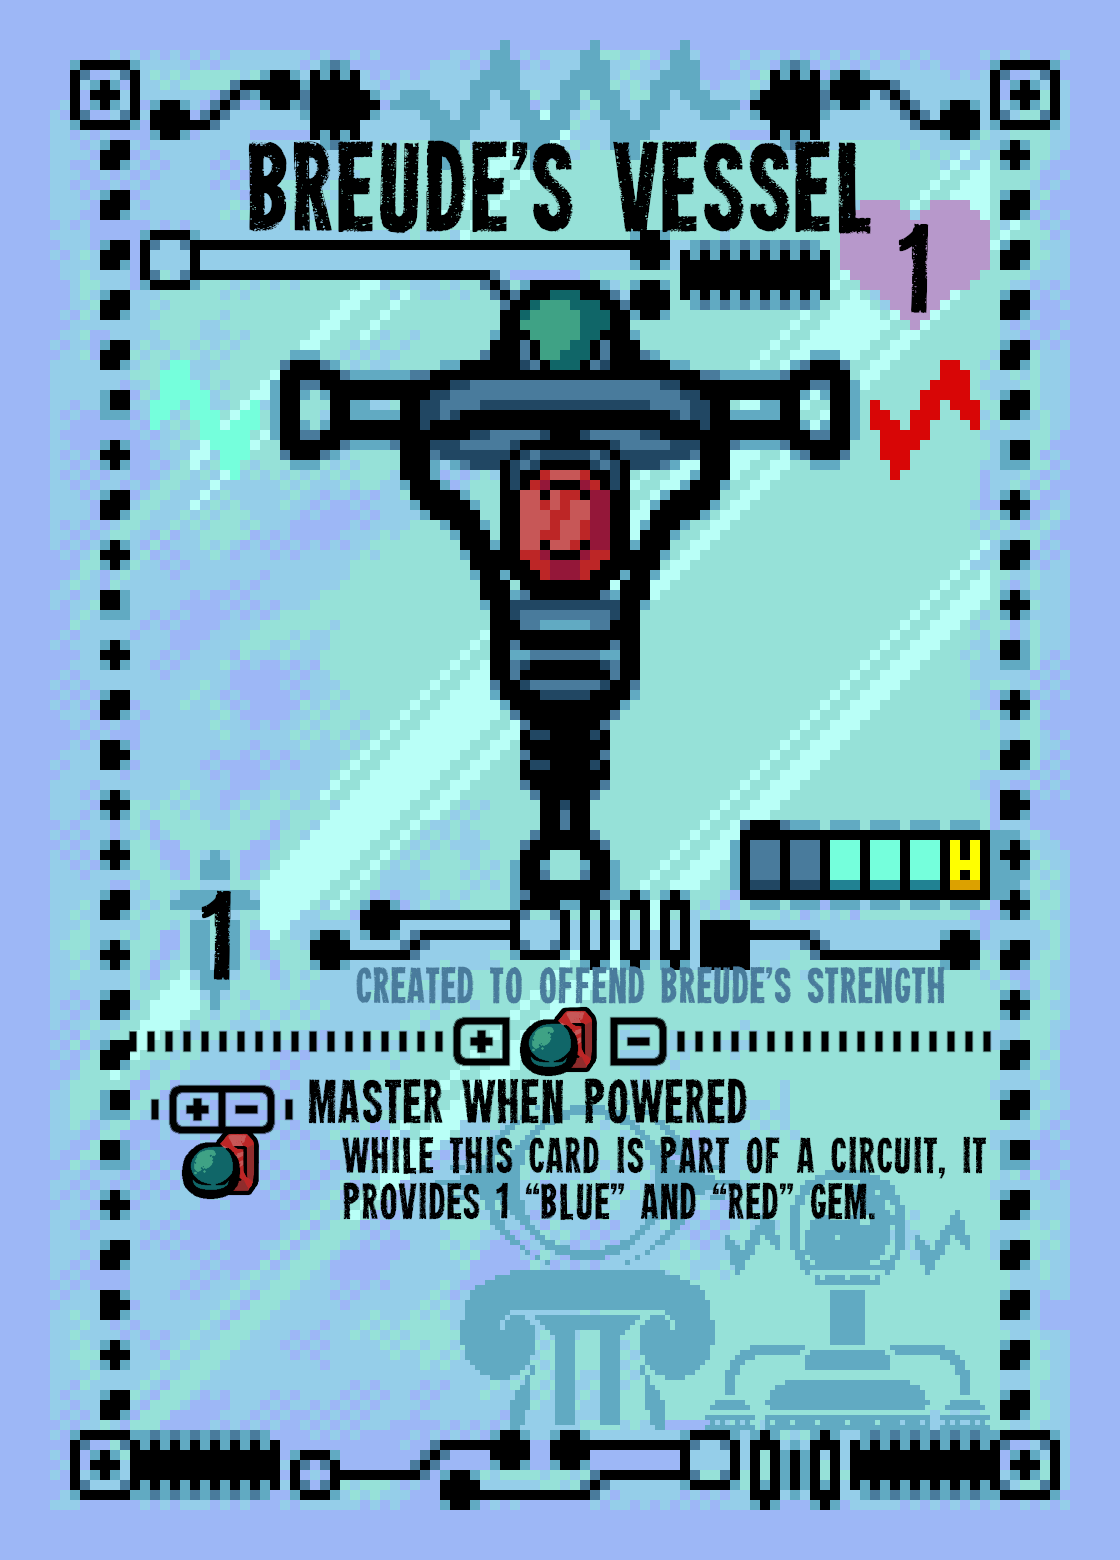 BREUDE'S VESSEL
1
1
CREATED TO OFFEND BREUDE'S STRENGTH
MASTER WHEN POWERED
WHILE THIS CARD IS PART OF A CIRCUIT, IT
PROVIDES 1 “BLUE” AND “RED” GEM.